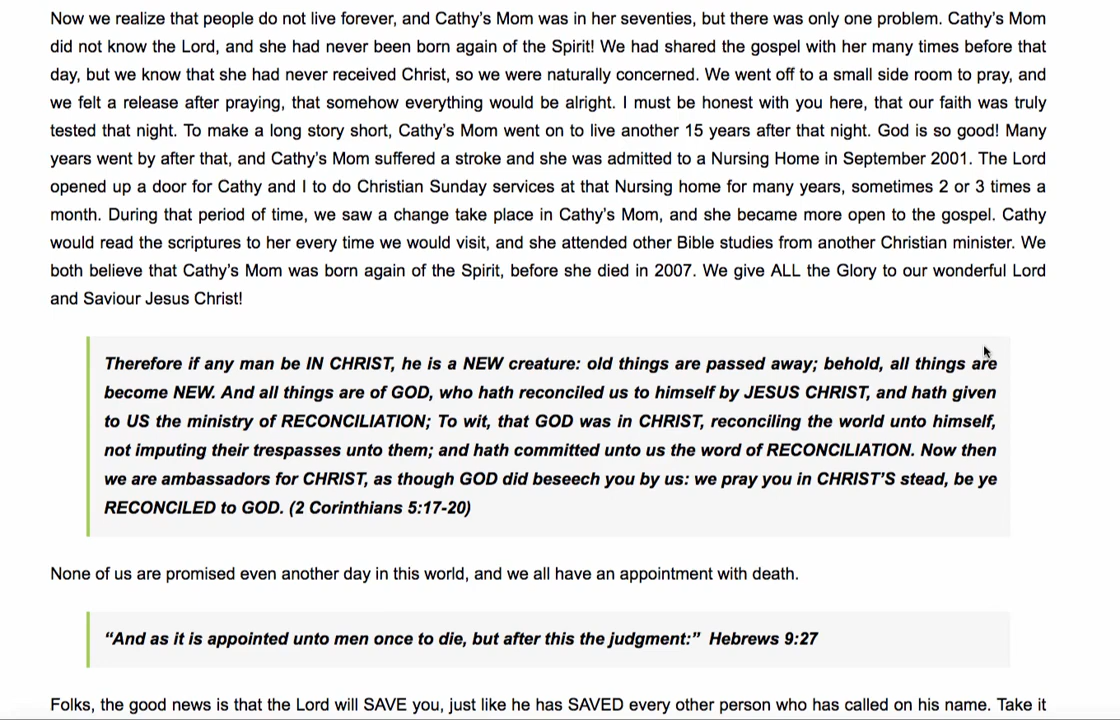 Now we realize that people do not live forever, and Cathy’s Mom was in her seventies, but there was only one problem. Cathy’s Mom
did not know the Lord, and she had never been born again of the Spirit! We had shared the gospel with her many times before that
day, but we know that she had never received Christ, so we were naturally concerned. We went off to a small side room to pray, and
we felt a release after praying, that somehow everything would be alright. I must be honest with you here, that our faith was truly
tested that night. To make a long story short, Cathy’s Mom went on to live another 15 years after that night. God is so good! Many
years went by after that, and Cathy’s Mom suffered a stroke and she was admitted to a Nursing Home in September 2001. The Lord
opened up a door for Cathy and I to do Christian Sunday services at that Nursing home for many years, sometimes 2 or 3 times a
month. During that period of time, we saw a change take place in Cathy’s Mom, and she became more open to the gospel. Cathy
would read the scriptures to her every time we would visit, and she attended other Bible studies from another Christian minister. We
both believe that Cathy’s Mom was born again of the Spirit, before she died in 2007. We give ALL the Glory to our wonderful Lord
and Saviour Jesus Christ!
Therefore if any man be IN CHRIST, he is a NEW creature: old things are passed away; behold, all things are
become NEW. And all things are of GOD, who hath reconciled us to himself by JESUS CHRIST, and hath given
to US the ministry of RECONCILIATION; To wit, that GOD was in CHRIST, reconciling the world unto himself,
not imputing their trespasses unto them; and hath committed unto us the word of RECONCILIATION. Now then
we are ambassadors for CHRIST, as though GOD did beseech you by us: we pray you in CHRIST’S stead, be ye
RECONCILED to GOD. (2 Corinthians 5:17-20)
None of us are promised even another day in this world, and we all have an appointment with death.
“And as it is appointed unto men once to die, but after this the judgment:” Hebrews 9:27
Folks, the good news is that the Lord will SAVE you, just like he has SAVED every other person who has called on his name. Take it